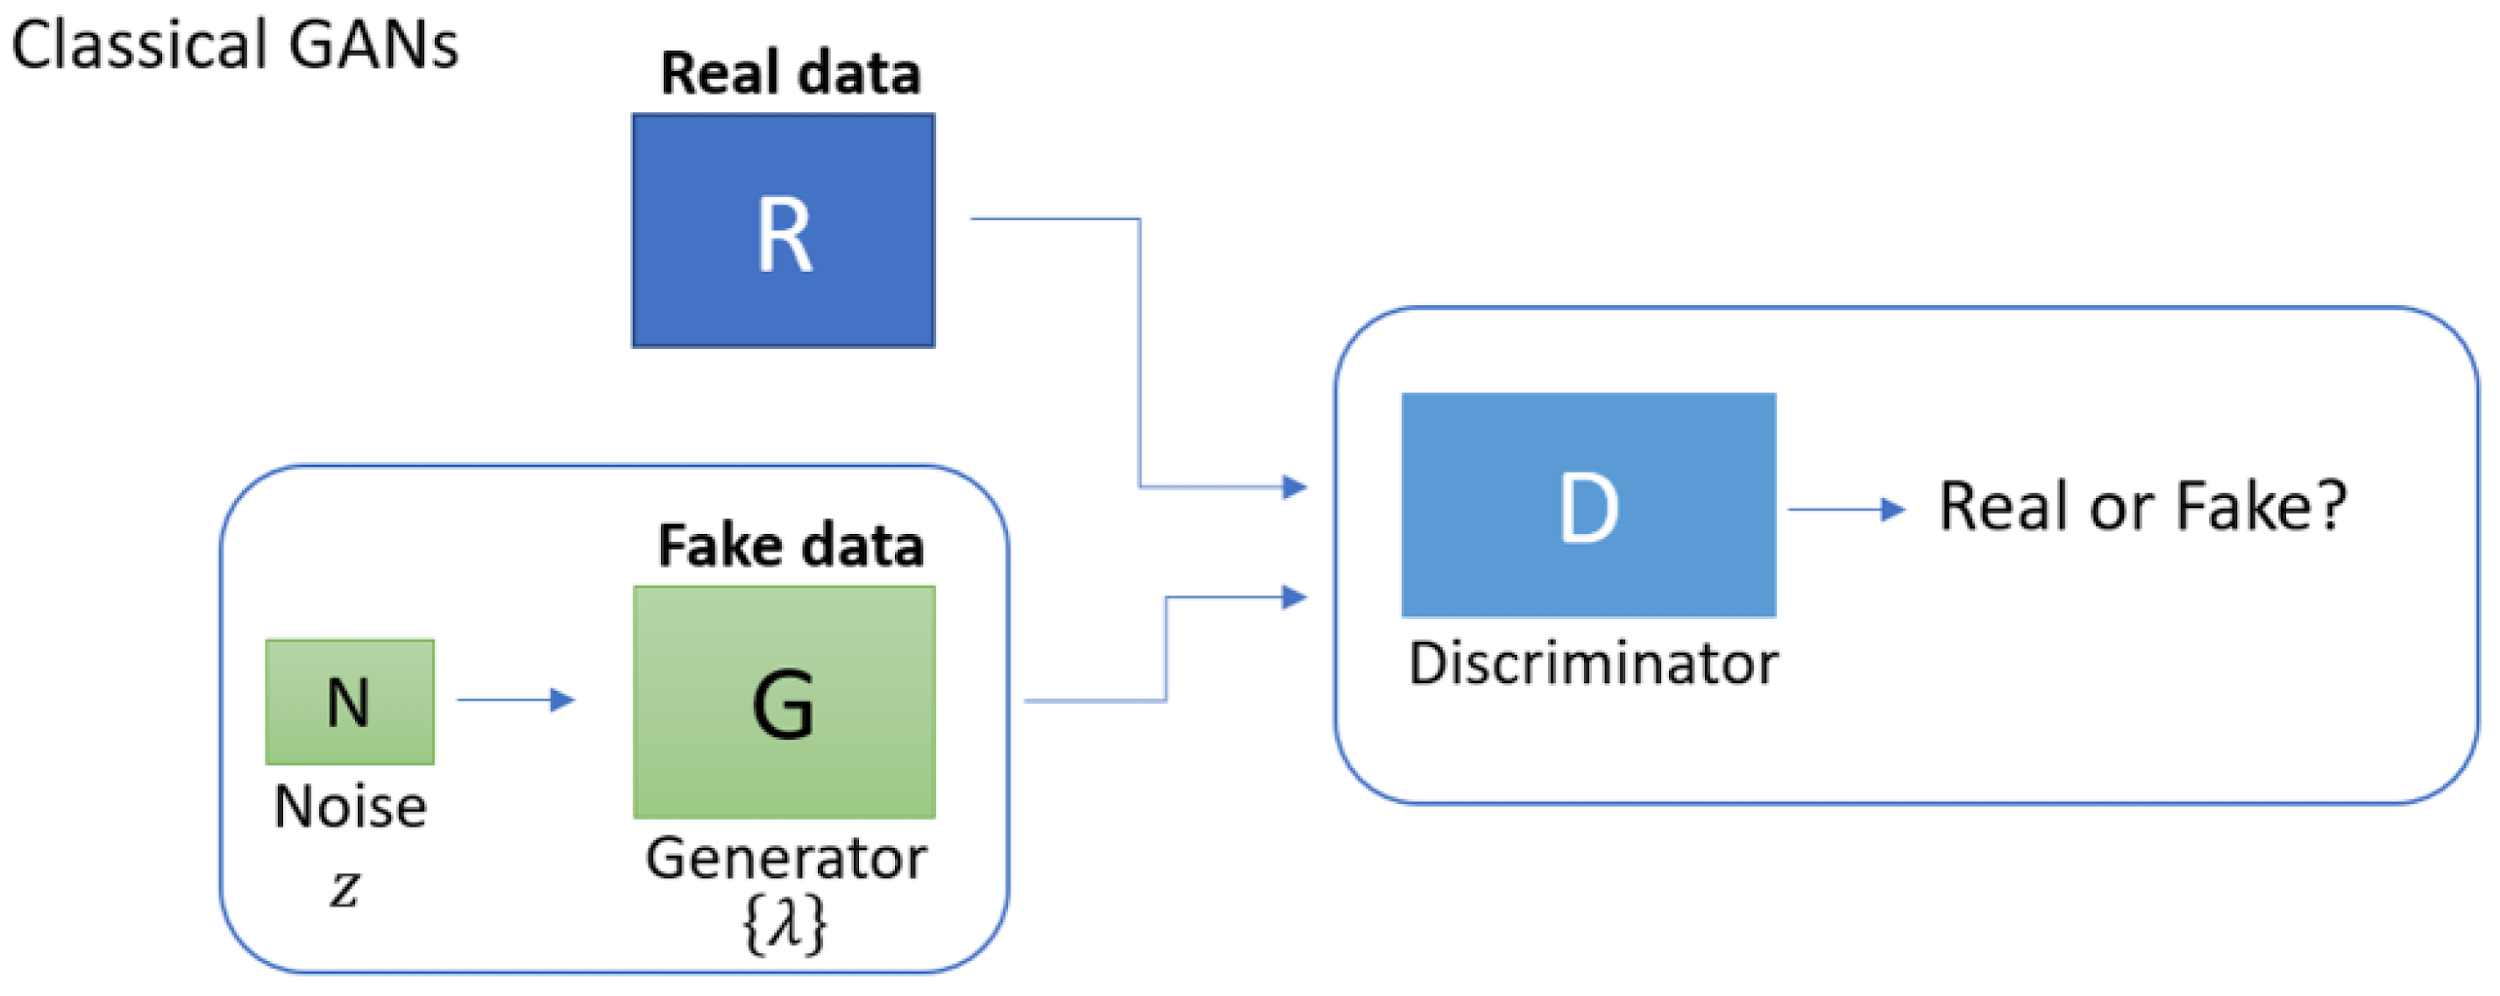 Classical GANs
Real data
R
Fake data
N
Noise
z
G
Generator
{λ}
D
Discriminator
Real or Fake?